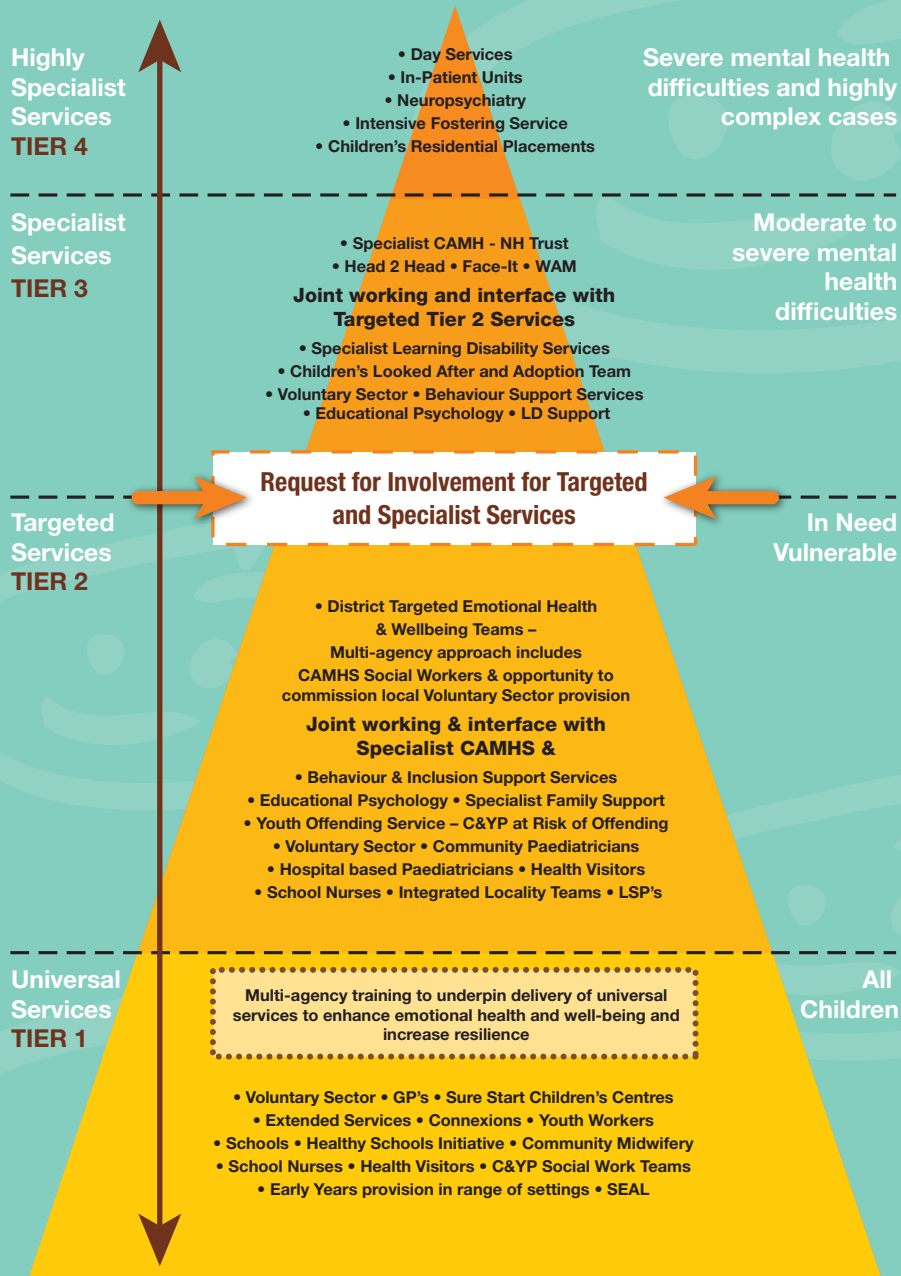 Highly
Specialist
Services
TIER 4
• Day Services
• In-Patient Units
• Neuropsychiatry
• Intensive Fostering Service
• Children's Residential Placements
Severe mental health
difficulties and highly
complex cases
Specialist
Services
TIER 3
• Specialist CAMH - NH Trust
• Head 2 Head • Face-It • WAM
Joint working and interface with
Targeted Tier 2 Services
• Specialist Learning Disability Services
• Children's Looked After and Adoption Team
• Voluntary Sector • Behaviour Support Services
• Educational Psychology • LD Support
Moderate to
severe mental
health
difficulties
Request for Involvement for Targeted
and Specialist Services
Targeted
Services
TIER 2
In Need
Vulnerable
• District Targeted Emotional Health
& Wellbeing Teams –
Multi-agency approach includes
CAMHS Social Workers & opportunity to
commission local Voluntary Sector provision
Joint working & interface with
Specialist CAMHS &
• Behaviour & Inclusion Support Services
• Educational Psychology • Specialist Family Support
• Youth Offending Service – C&YP at Risk of Offending
• Voluntary Sector • Community Paediatricians
• Hospital based Paediatricians • Health Visitors
• School Nurses • Integrated Locality Teams • LSP's
Universal
Services
TIER 1
Multi-agency training to underpin delivery of universal
services to enhance emotional health and well-being and
increase resilience
All
Children
• Voluntary Sector • GP's • Sure Start Children's Centres
• Extended Services • Connexions • Youth Workers
• Schools • Healthy Schools Initiative • Community Midwifery
• School Nurses • Health Visitors • C&YP Social Work Teams
• Early Years provision in range of settings • SEAL